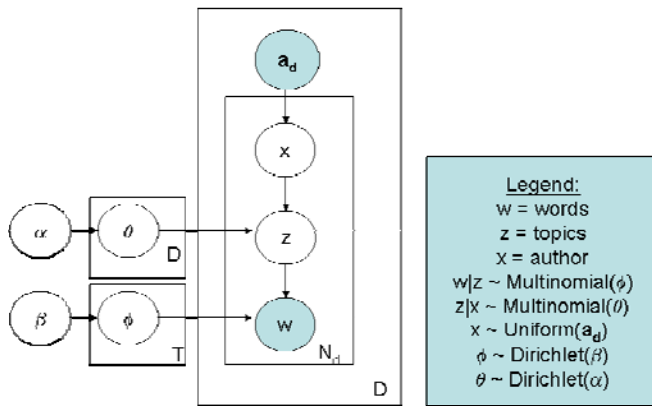 a_d
x
α
θ
D
z
β
ϕ
T
w
N_d
D
Legend:
w = words
z = topics
x = author
w|z ~ Multinomial(ϕ)
z|x ~ Multinomial(θ)
x ~ Uniform(a_d)
ϕ ~ Dirichlet(β)
θ ~ Dirichlet(α)